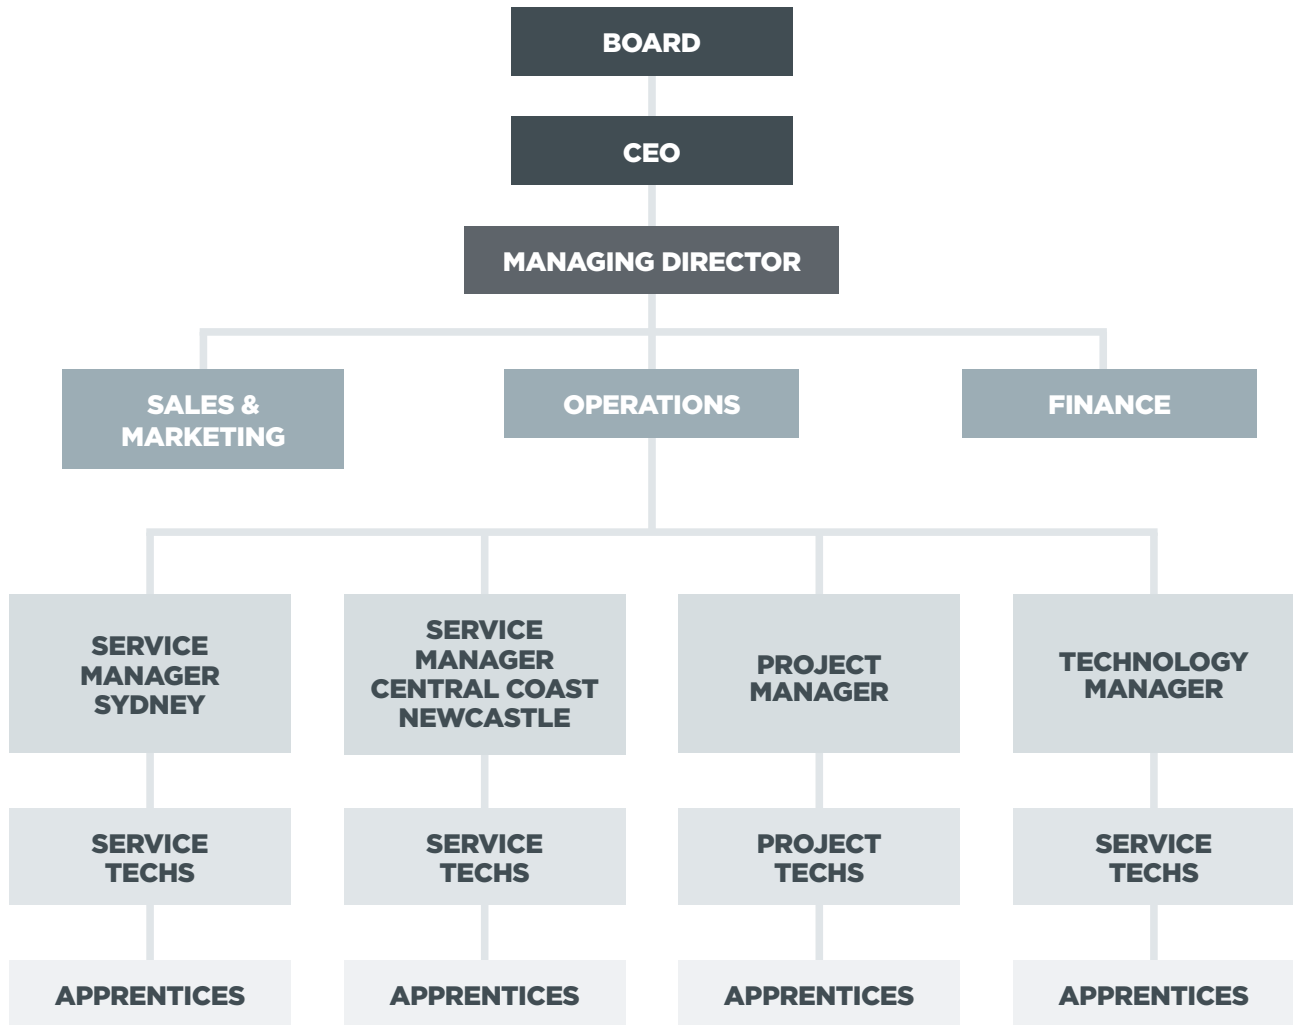 BOARD
CEO
MANAGING DIRECTOR
SALES &
MARKETING
OPERATIONS
FINANCE
SERVICE
MANAGER
SYDNEY
SERVICE
MANAGER
CENTRAL COAST
NEWCASTLE
PROJECT
MANAGER
TECHNOLOGY
MANAGER
SERVICE
TECHS
SERVICE
TECHS
PROJECT
TECHS
SERVICE
TECHS
APPRENTICES
APPRENTICES
APPRENTICES
APPRENTICES